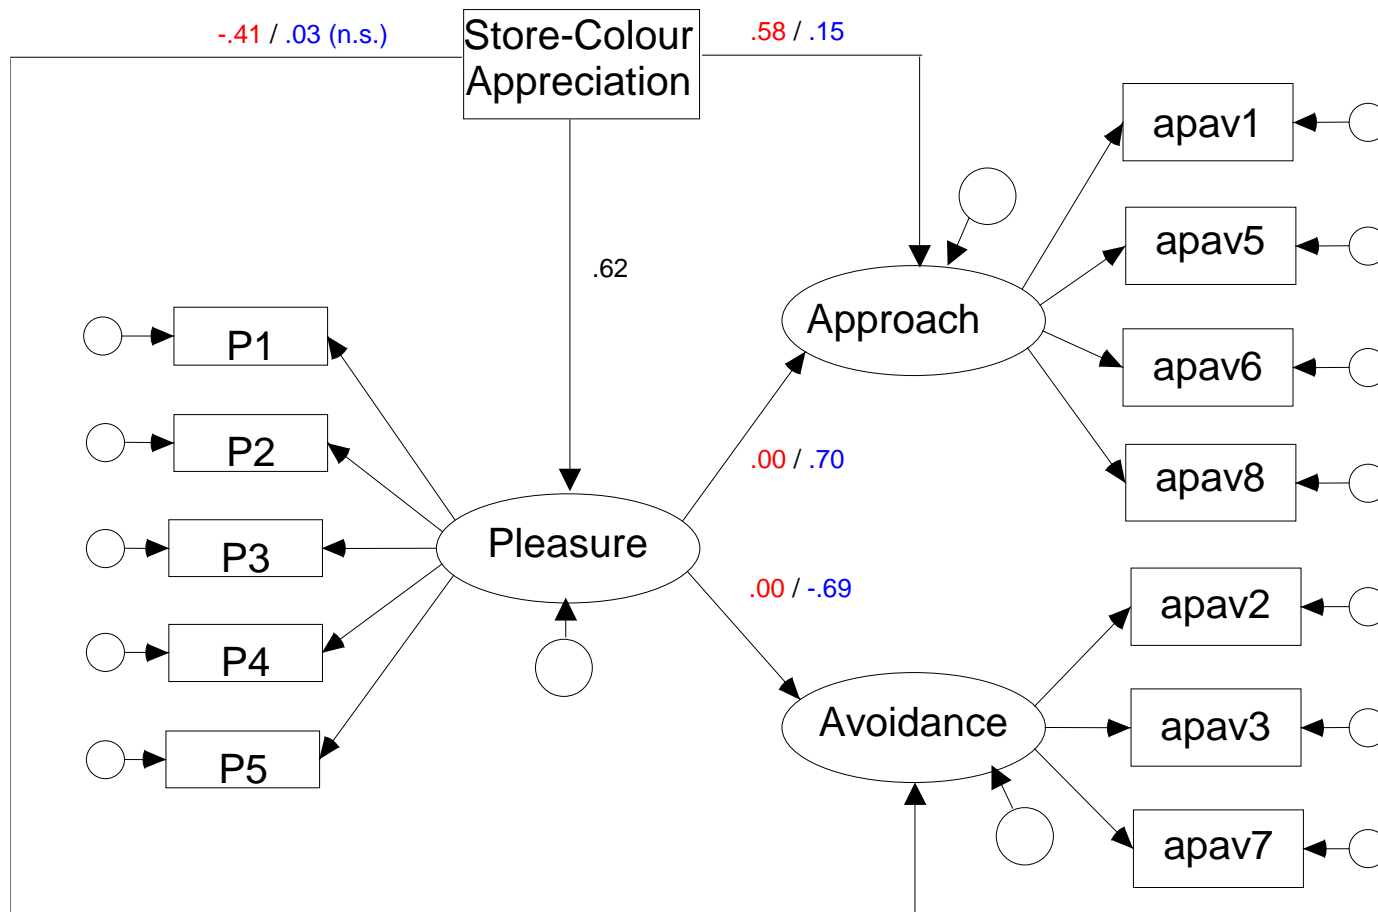 -.41 / .03 (n.s.)
Store-Colour
Appreciation
.58 / .15
apav1
apav5
.62
Approach
P1
apav6
P2
.00 / .70
apav8
Pleasure
P3
.00 / -.69
apav2
P4
Avoidance
apav3
P5
apav7